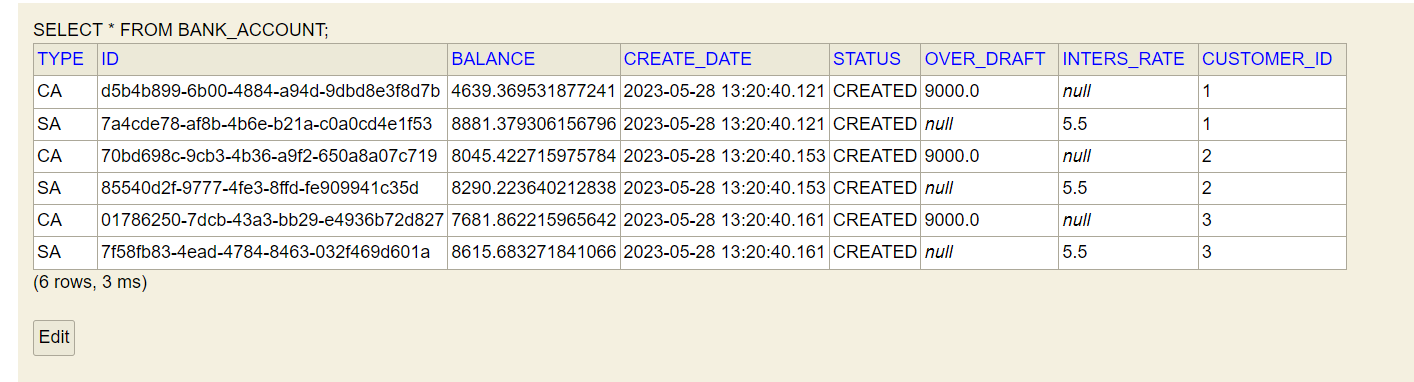 SELECT * FROM BANK_ACCOUNT;
TYPE ID BALANCE CREATE_DATE STATUS OVER_DRAFT INTERS_RATE CUSTOMER_ID
CA d5b4b899-6b00-4884-a94d-9dbd8e3f8d7b 4639.369531877241 2023-05-28 13:20:40.121 CREATED 9000.0 null 1
SA 7a4cde78-af8b-4b6e-b21a-c0a0cd4e1f53 8881.379306156796 2023-05-28 13:20:40.121 CREATED null 5.5 1
CA 70bd698c-9cb3-4b36-a9f2-650a8a07c719 8045.422715975784 2023-05-28 13:20:40.153 CREATED 9000.0 null 2
SA 85540d2f-9777-4fe3-8ffd-fe909941c35d 8290.223640212838 2023-05-28 13:20:40.153 CREATED null 5.5 2
CA 01786250-7dcb-43a3-bb29-e4936b72d827 7681.862215965642 2023-05-28 13:20:40.161 CREATED 9000.0 null 3
SA 7f58fb83-4ead-4784-8463-032f469d601a 8615.683271841066 2023-05-28 13:20:40.161 CREATED null 5.5 3
(6 rows, 3 ms)
Edit